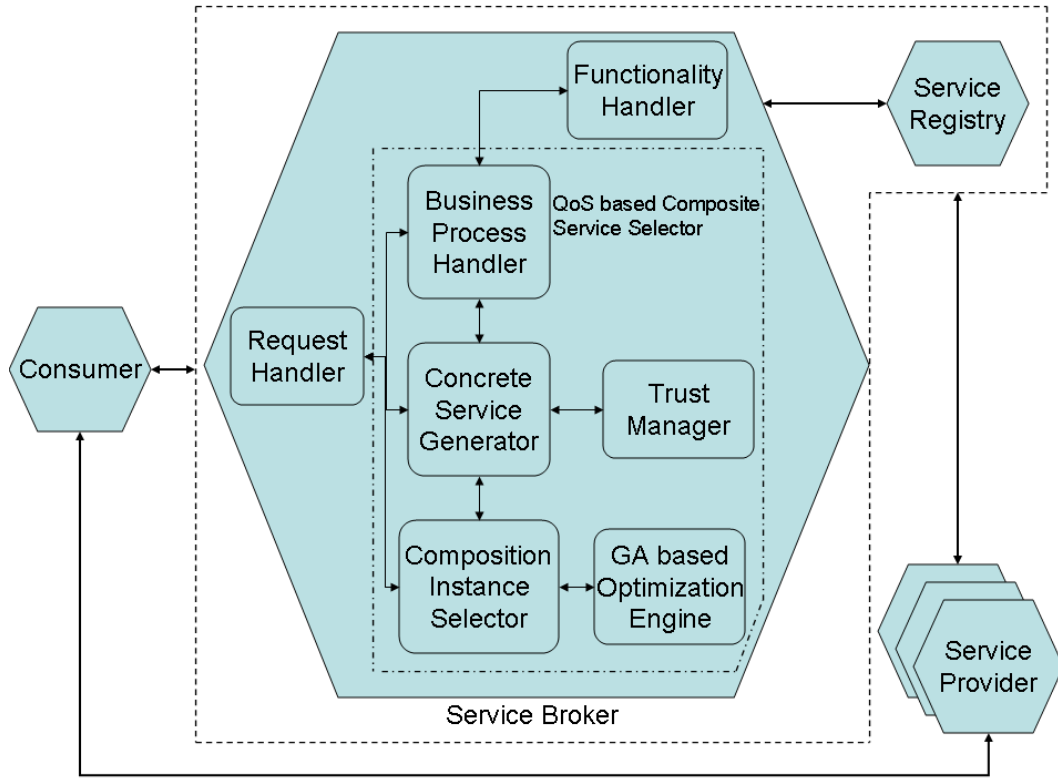 Functionality
Handler
Service
Registry
Business
Process
Handler
QoS based Composite
Service Selector
Request
Handler
Consumer
Concrete
Service
Generator
Trust
Manager
Composition
Instance
Selector
GA based
Optimization
Engine
Service
Provider
Service Broker